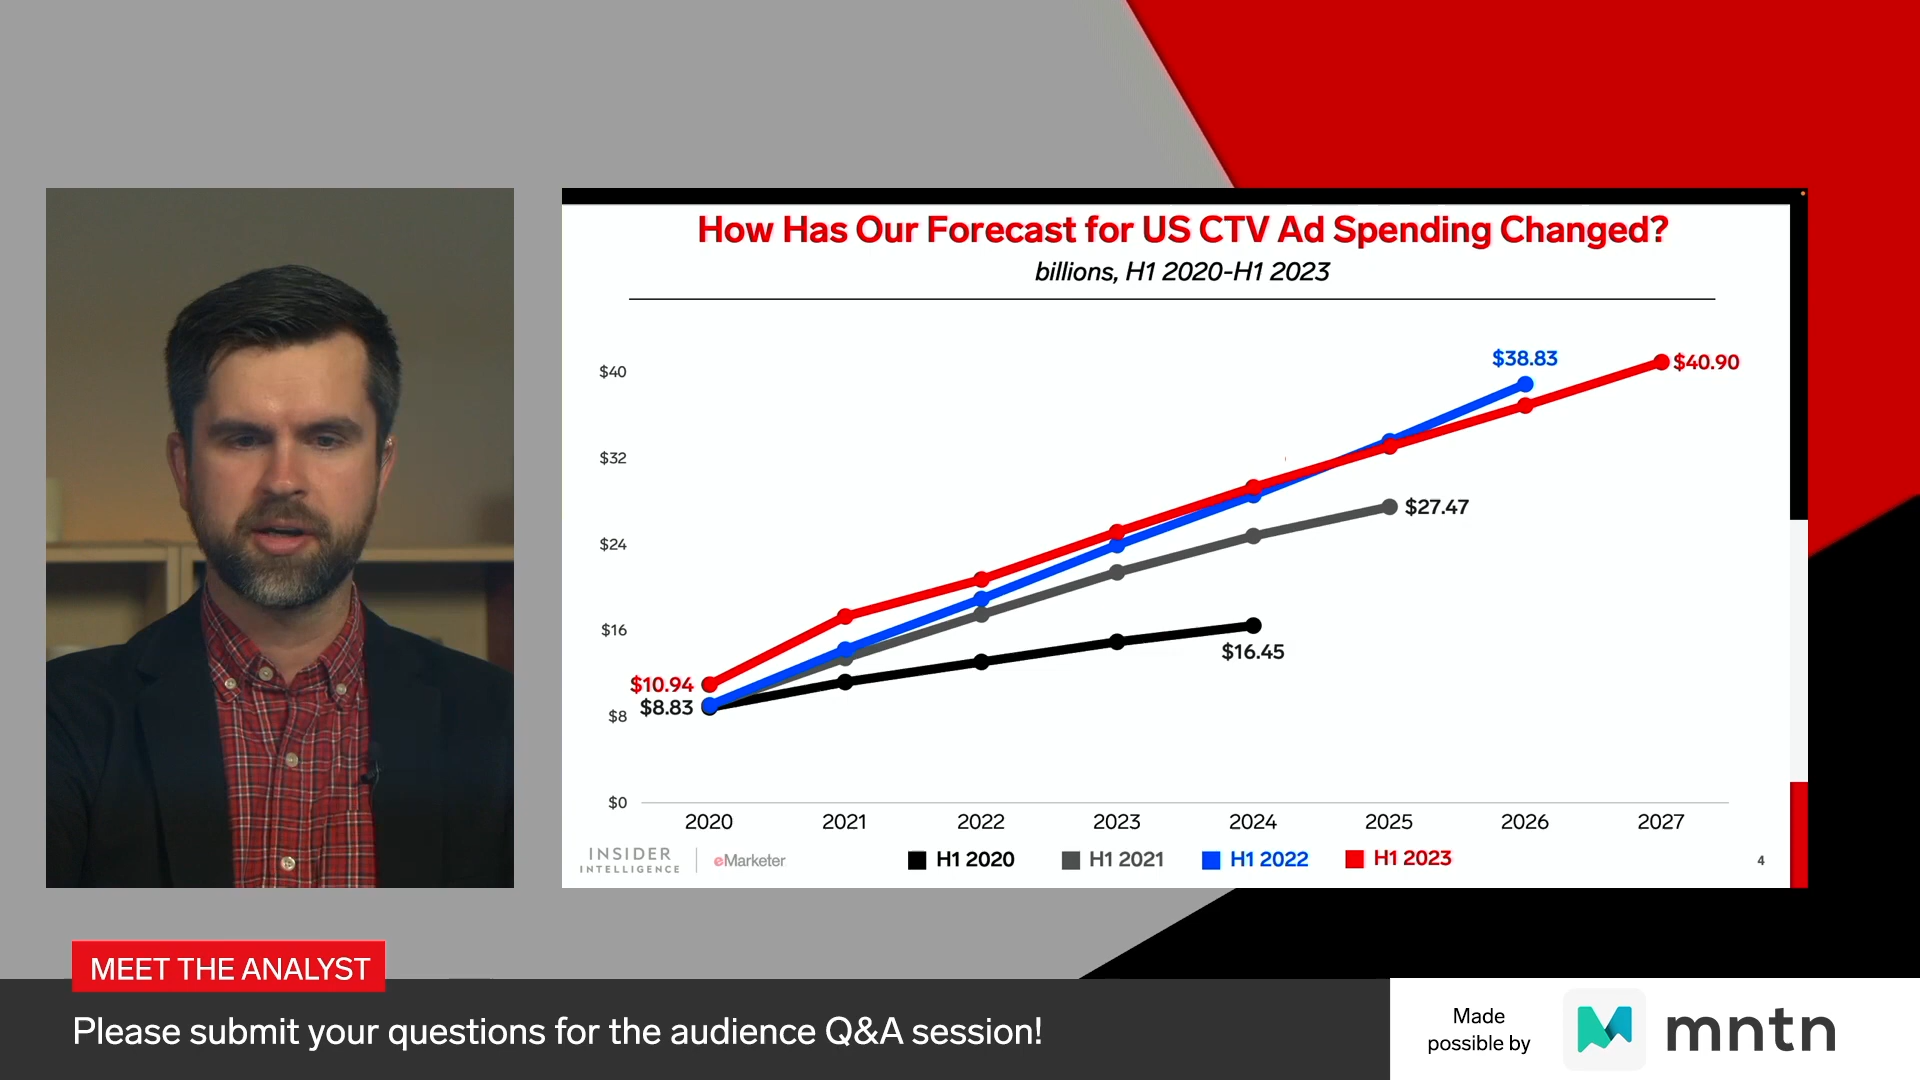 How Has Our Forecast for US CTV Ad Spending Changed?
billions, H1 2020-H1 2023
$40
$32
$24
$16
$8
$0
$38.83
$40.90
$27.47
$16.45
$10.94
$8.83
2020 2021 2022 2023 2024 2025 2026 2027
INSIDER
INTELLIGENCE
eMarketer
H1 2020 H1 2021 H1 2022 H1 2023
4
MEET THE ANALYST
Please submit your questions for the audience Q&A session!
Made
possible by
mntn